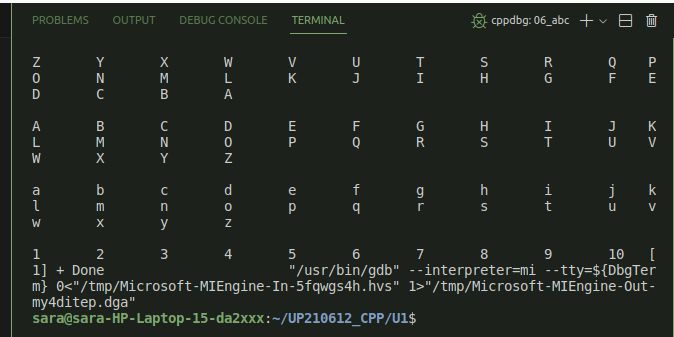 PROBLEMS OUTPUT DEBUG CONSOLE TERMINAL cppdbg: 06_abc
Z Y X W V U T S R Q P
O N M L K J I H G F E
D C B A
A B C D E F G H I J K
L M N O P Q R S T U V
W X Y Z
a b c d e f g h i j k
l m n o p q r s t u v
w x y z
1 2 3 4 5 6 7 8 9 10 [
1] + Done "/usr/bin/gdb" --interpreter=mi --tty=${DbgTer
m} 0<"/tmp/Microsoft-MIEngine-In-5fqwgs4h.hvs" 1>"/tmp/Microsoft-MIEngine-Out-
my4ditep.dga"
sara@sara-HP-Laptop-15-da2xxx:~/UP210612_CPP/U1$